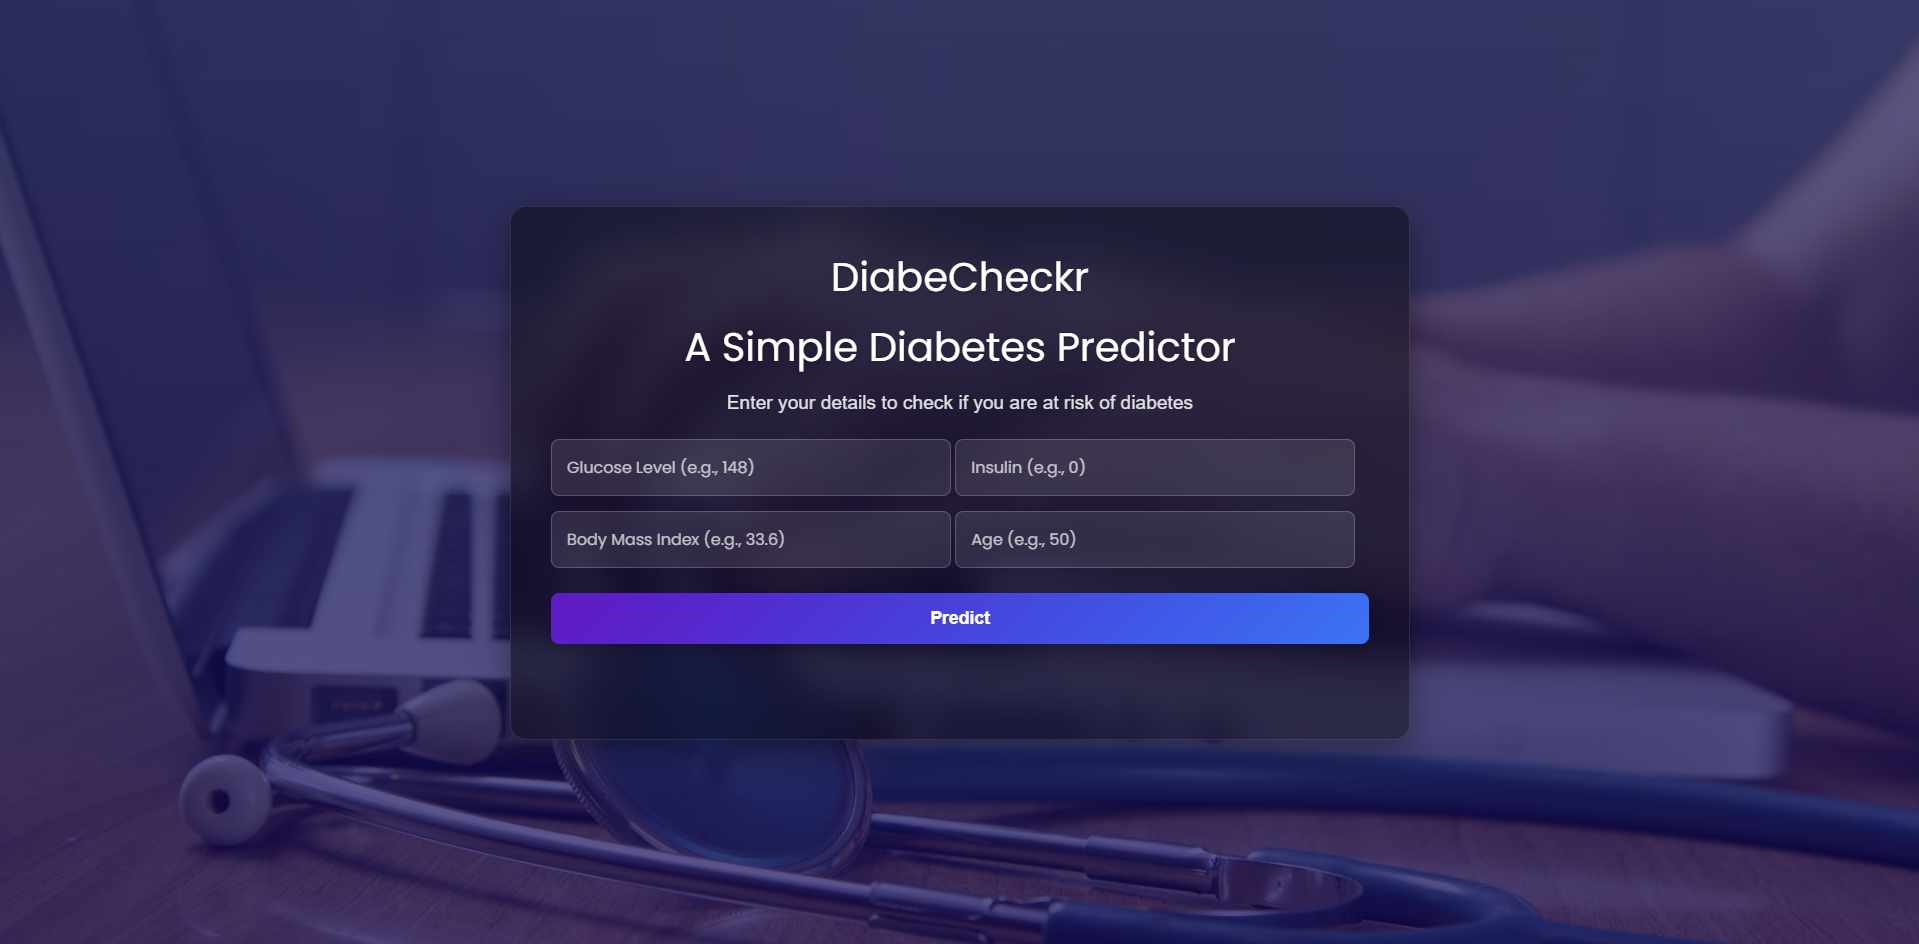 DiabeCheckr
A Simple Diabetes Predictor
Enter your details to check if you are at risk of diabetes
Glucose Level (e.g., 148)
Insulin (e.g., 0)
Body Mass Index (e.g., 33.6)
Age (e.g., 50)
Predict